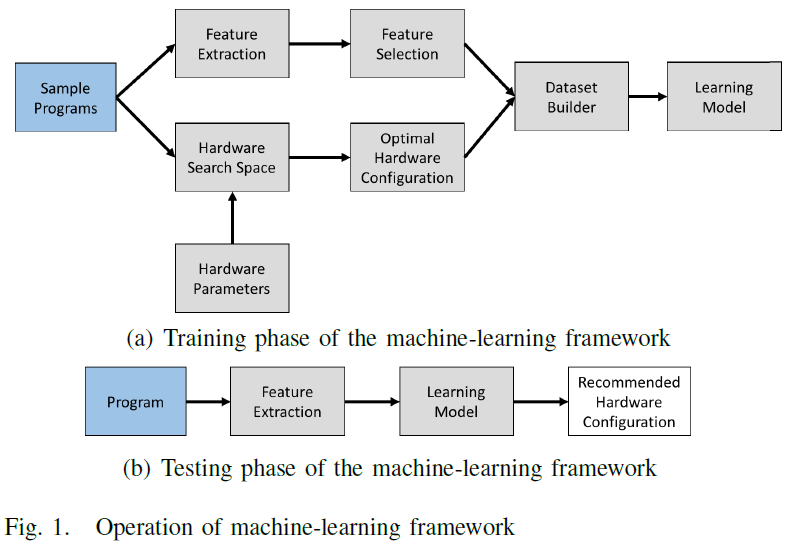 Feature
Extraction
Feature
Selection
Sample
Programs
Dataset
Builder
Learning
Model
Hardware
Search Space
Optimal
Hardware
Configuration
Hardware
Parameters
(a) Training phase of the machine-learning framework
Program
Feature
Extraction
Learning
Model
Recommended
Hardware
Configuration
(b) Testing phase of the machine-learning framework
Fig. 1. Operation of machine-learning framework